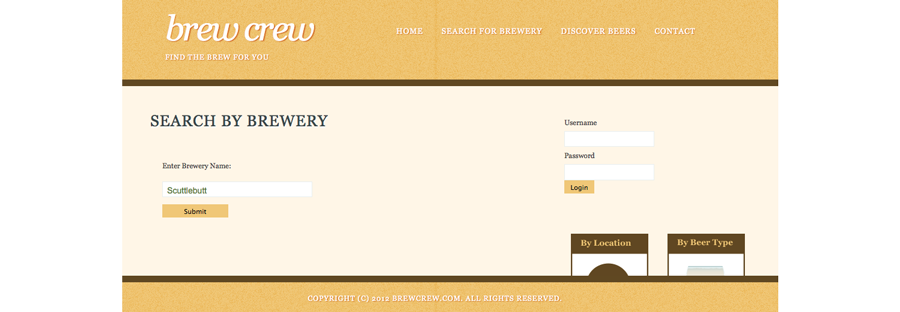 brew crew
FIND THE BREW FOR YOU
HOME SEARCH FOR BREWERY DISCOVER BEERS CONTACT
SEARCH BY BREWERY
Enter Brewery Name:
Scuttlebutt
Submit
Username
Password
Login
By Location By Beer Type
COPYRIGHT (C) 2012 BREWCREW.COM. ALL RIGHTS RESERVED.